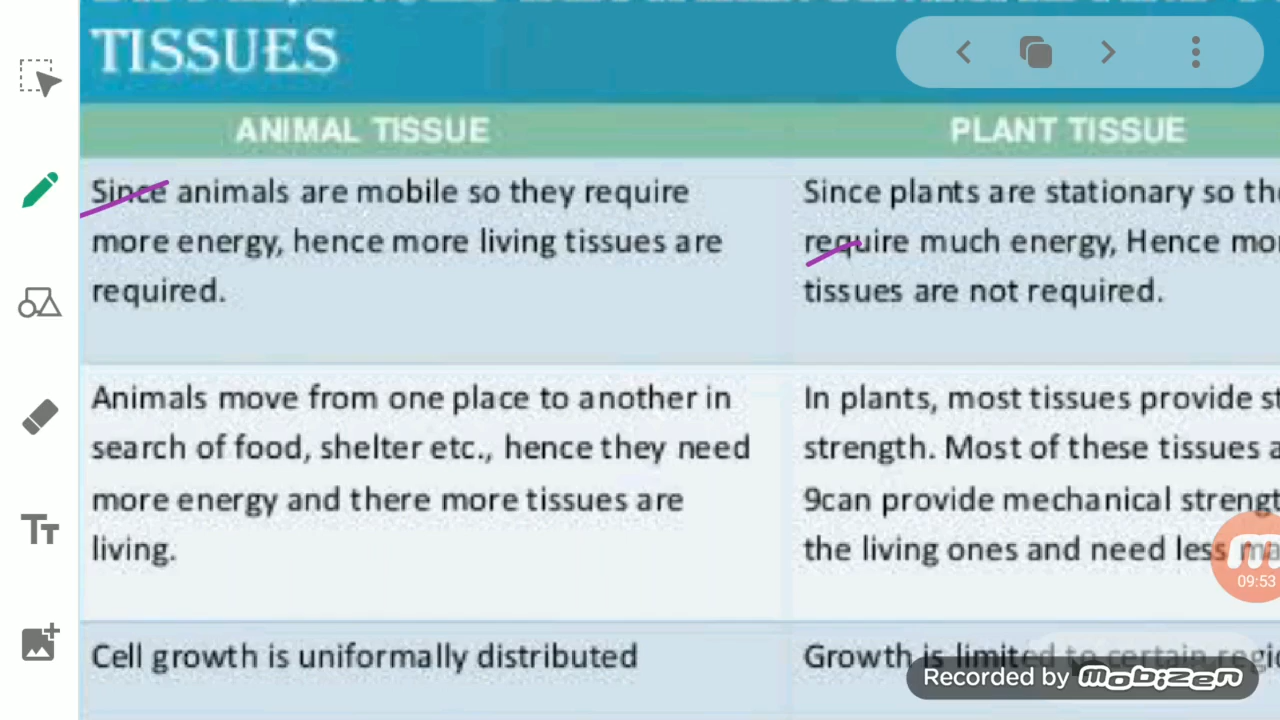 TISSUES
ANIMAL TISSUE
PLANT TISSUE
Since animals are mobile so they require
more energy, hence more living tissues are
required.
Since plants are stationary so
require much energy, Hence
tissues are not required.
Animals move from one place to another in
search of food, shelter etc., hence they need
more energy and there more tissues are
living.
In plants, most tissues provide
strength. Most of these tissues
9can provide mechanical
the living ones and need less
09:53
Cell growth is uniformally distributed
Growth is limited to certain
Recorded by mobizen
TT